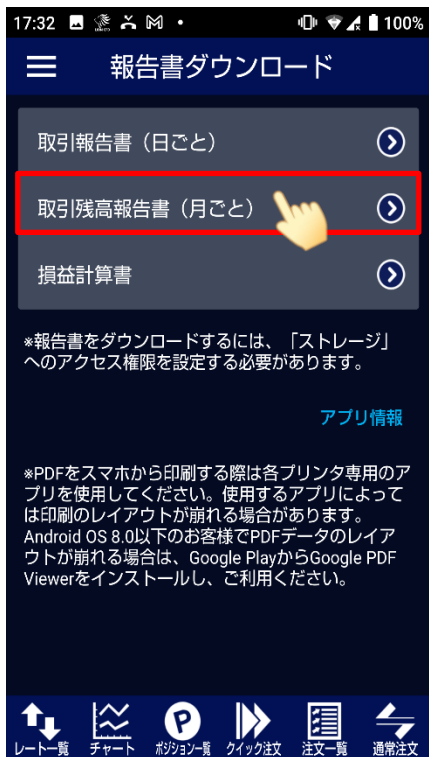 17:32 100%
報告書ダウンロード
取引報告書（日ごと）
取引残高報告書（月ごと）
損益計算書
*報告書をダウンロードするには、「ストレージ」
へのアクセス権限を設定する必要があります。
アプリ情報
*PDFをスマホから印刷する際は各プリンタ専用のア
プリを使用してください。使用するアプリによって
は印刷のレイアウトが崩れる場合があります。
Android OS 8.0以下のお客様でPDFデータのレイア
ウトが崩れる場合は、Google PlayからGoogle PDF
Viewerをインストールし、ご利用ください。
P
レート一覧 チャート ポジション一覧 クイック注文 注文一覧 通常注文